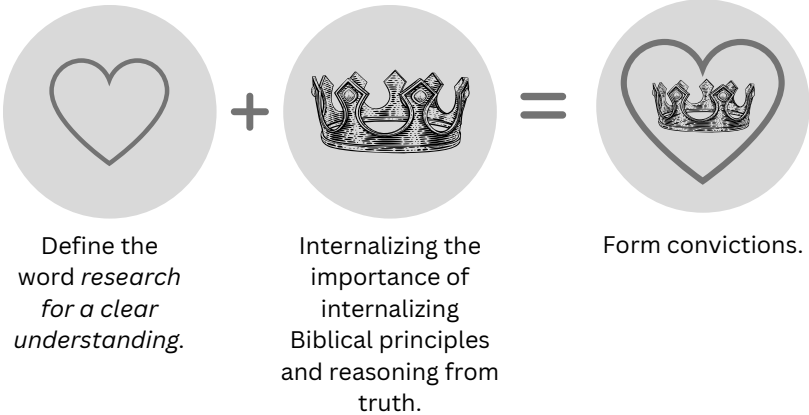 Define the
word research
for a clear
understanding.
Internalizing the
importance of
internalizing
Biblical principles
and reasoning from
truth.
Form convictions.